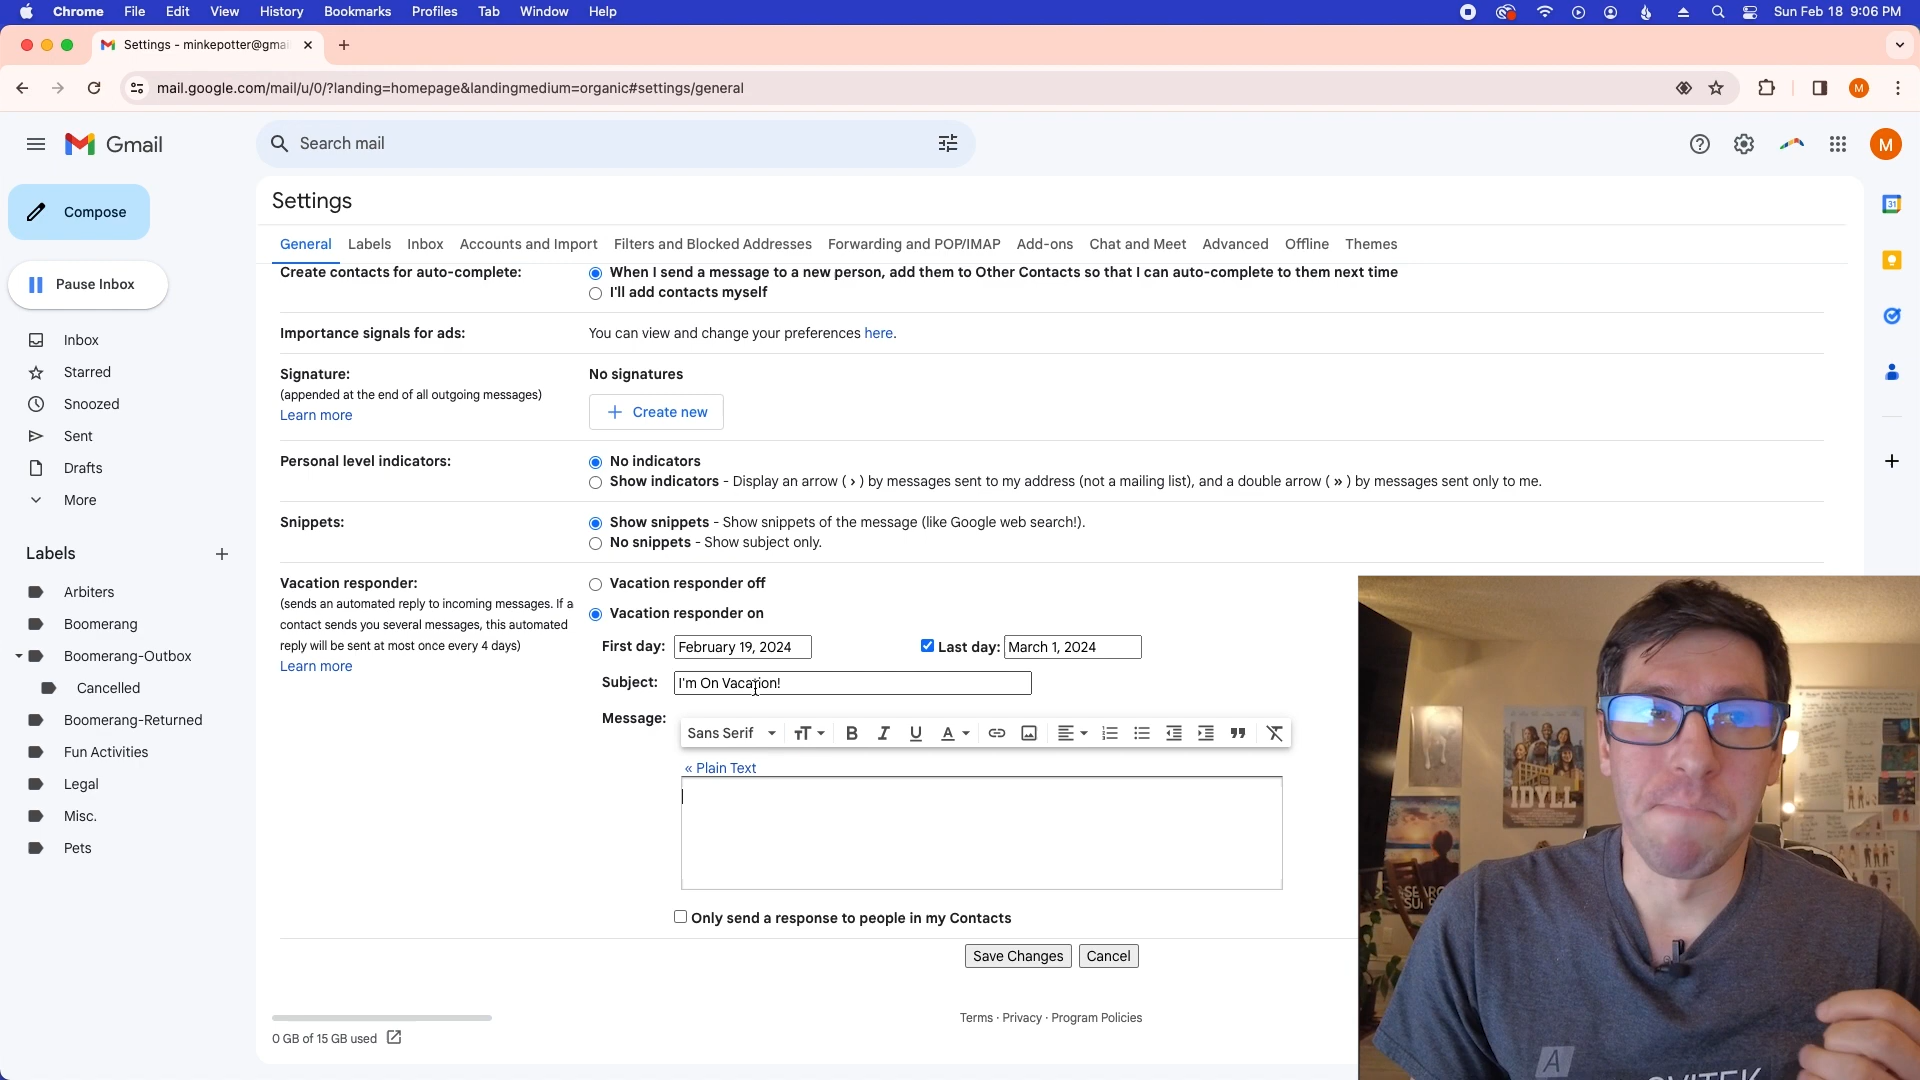 Chrome File Edit View History Bookmarks Profiles Tab Window Help Sun Feb 18 9:06 PM
Settings - minkepotter@gmai
mail.google.com/mail/u/0/?landing=homepage&landingmedium=organic#settings/general M
Gmail Search mail M
Compose
Pause Inbox
Inbox
Starred
Snoozed
Sent
Drafts
More
Labels
Arbiters
Boomerang
Boomerang-Outbox
Cancelled
Boomerang-Returned
Fun Activities
Legal
Misc.
Pets
Settings
General Labels Inbox Accounts and Import Filters and Blocked Addresses Forwarding and POP/IMAP Add-ons Chat and Meet Advanced Offline Themes
Create contacts for auto-complete: When I send a message to a new person, add them to Other Contacts so that I can auto-complete to them next time
I'll add contacts myself
Importance signals for ads: You can view and change your preferences here.
Signature: No signatures
(appended at the end of all outgoing messages)
Learn more
+ Create new
Personal level indicators: No indicators
Show indicators - Display an arrow ( › ) by messages sent to my address (not a mailing list), and a double arrow ( » ) by messages sent only to me.
Snippets: Show snippets - Show snippets of the message (like Google web search!).
No snippets - Show subject only.
Vacation responder: Vacation responder off
(sends an automated reply to incoming messages. If a
contact sends you several messages, this automated
reply will be sent at most once every 4 days)
Learn more
Vacation responder on
First day: February 19, 2024 Last day: March 1, 2024
Subject: I'm On Vacation!
Message:
Sans Serif
« Plain Text
Only send a response to people in my Contacts
Save Changes Cancel
0 GB of 15 GB used
Terms · Privacy · Program Policies
31
IDYLL